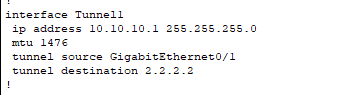 !
interface Tunnel1
 ip address 10.10.10.1 255.255.255.0
 mtu 1476
 tunnel source GigabitEthernet0/1
 tunnel destination 2.2.2.2
!